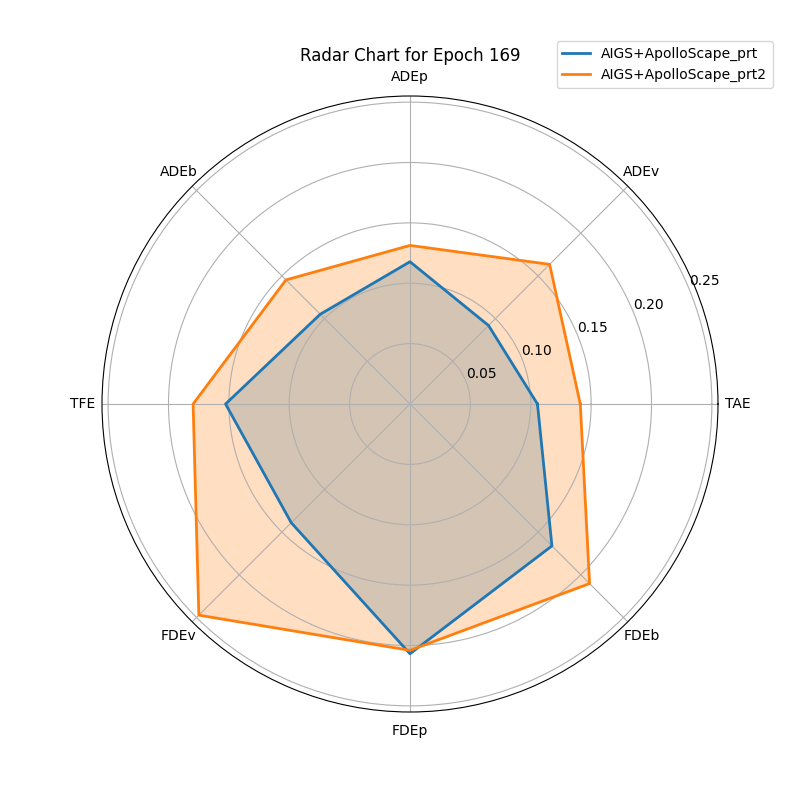 Radar Chart for Epoch 169
AIGS+ApolloScape_prt
AIGS+ApolloScape_prt2
ADEp
ADEb
ADEv
0.25
0.20
0.15
0.10
0.05
TFE
TAE
FDEv
FDEb
FDEp